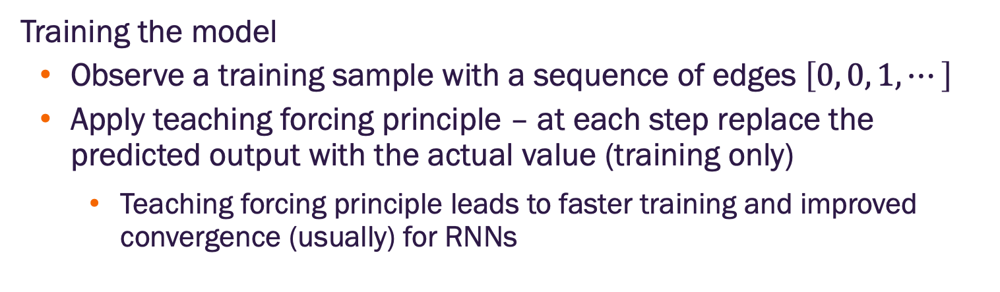 Training the model
• Observe a training sample with a sequence of edges [0, 0, 1, ⋯ ]
• Apply teaching forcing principle – at each step replace the
predicted output with the actual value (training only)
• Teaching forcing principle leads to faster training and improved
convergence (usually) for RNNs